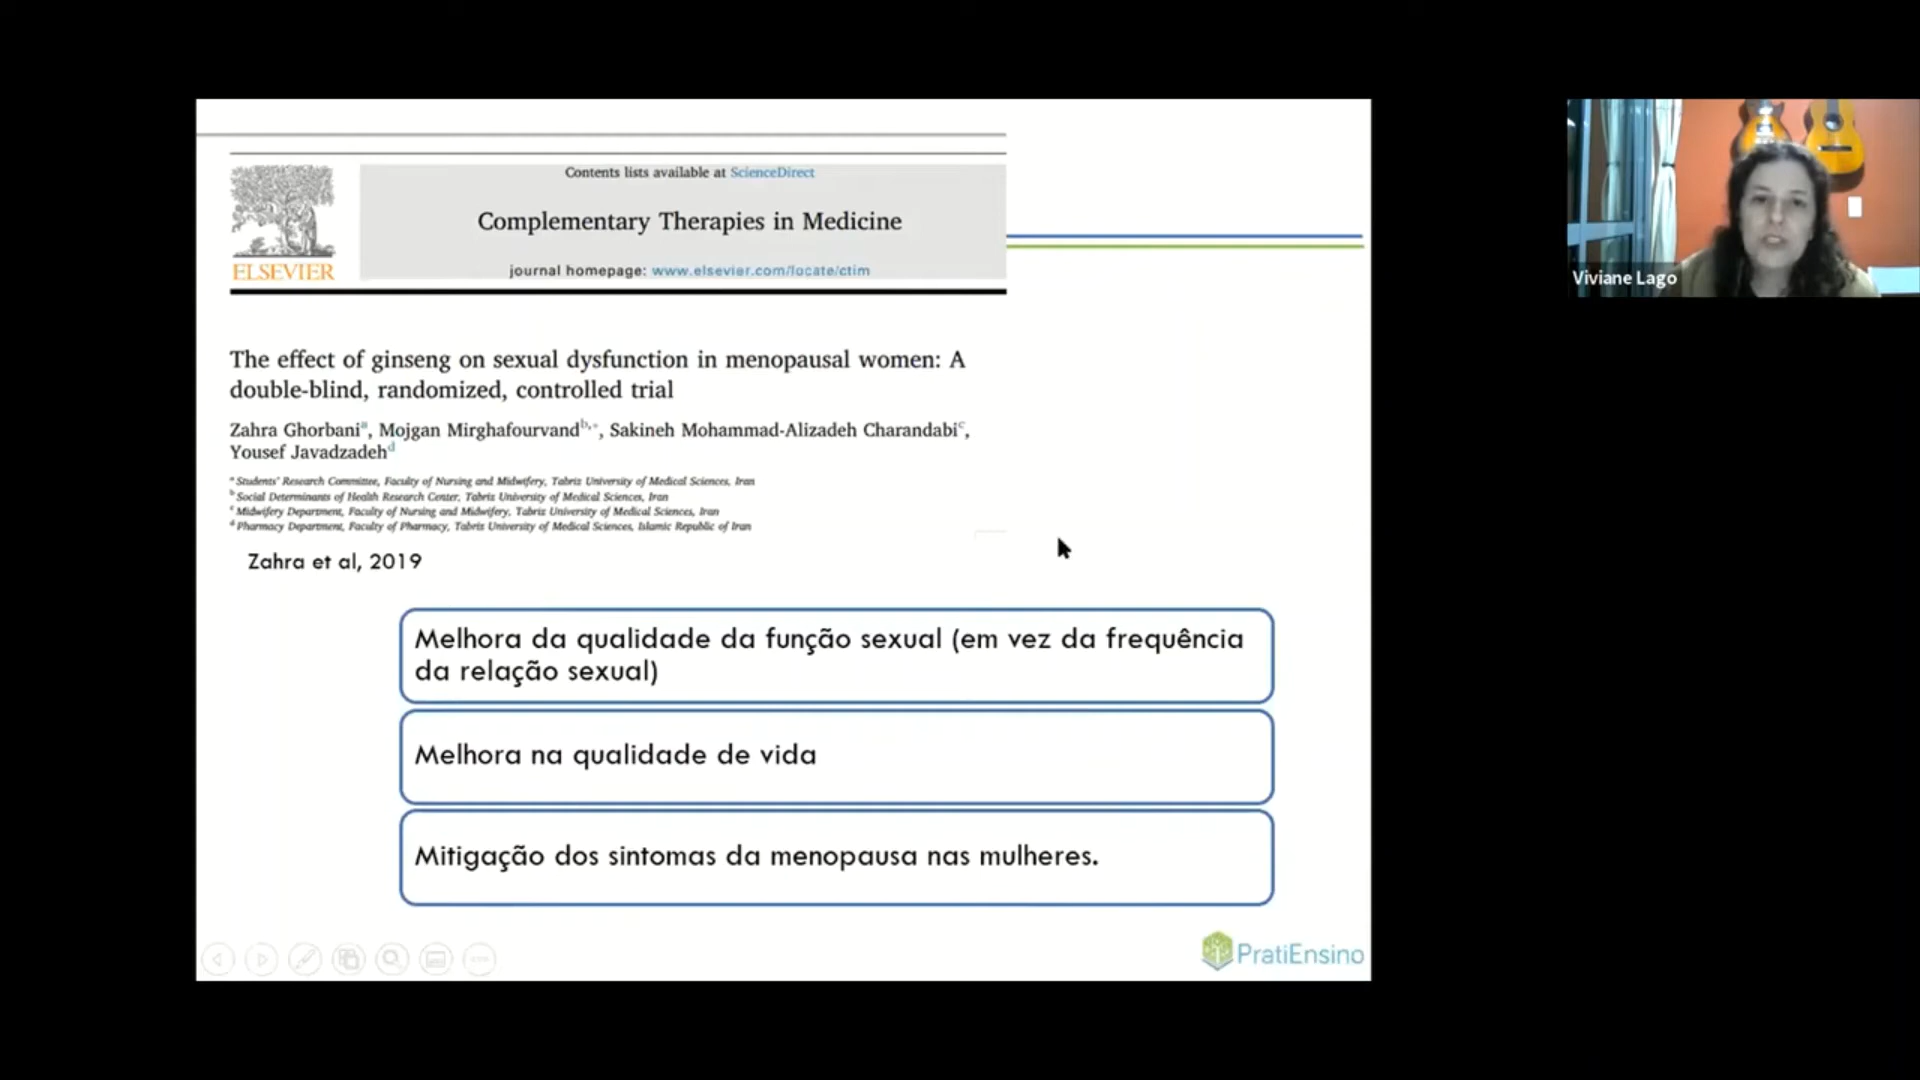 Contents lists available at ScienceDirect
Complementary Therapies in Medicine
journal homepage: www.elsevier.com/locate/ctim
ELSEVIER
The effect of ginseng on sexual dysfunction in menopausal women: A
double-blind, randomized, controlled trial
Zahra Ghorbaniª, Mojgan Mirghafourvandᵇ,*, Sakineh Mohammad-Alizadeh Charandabiᶜ,
Yousef Javadzadehᵈ
ª Students' Research Committee, Faculty of Nursing and Midwifery, Tabriz University of Medical Sciences, Iran
ᵇ Social Determinants of Health Research Center, Tabriz University of Medical Sciences, Iran
ᶜ Midwifery Department, Faculty of Nursing and Midwifery, Tabriz University of Medical Sciences, Iran
ᵈ Pharmacy Department, Faculty of Pharmacy, Tabriz University of Medical Sciences, Islamic Republic of Iran
Zahra et al, 2019
Melhora da qualidade da função sexual (em vez da frequência
da relação sexual)
Melhora na qualidade de vida
Mitigação dos sintomas da menopausa nas mulheres.
PratiEnsino
Viviane Lago